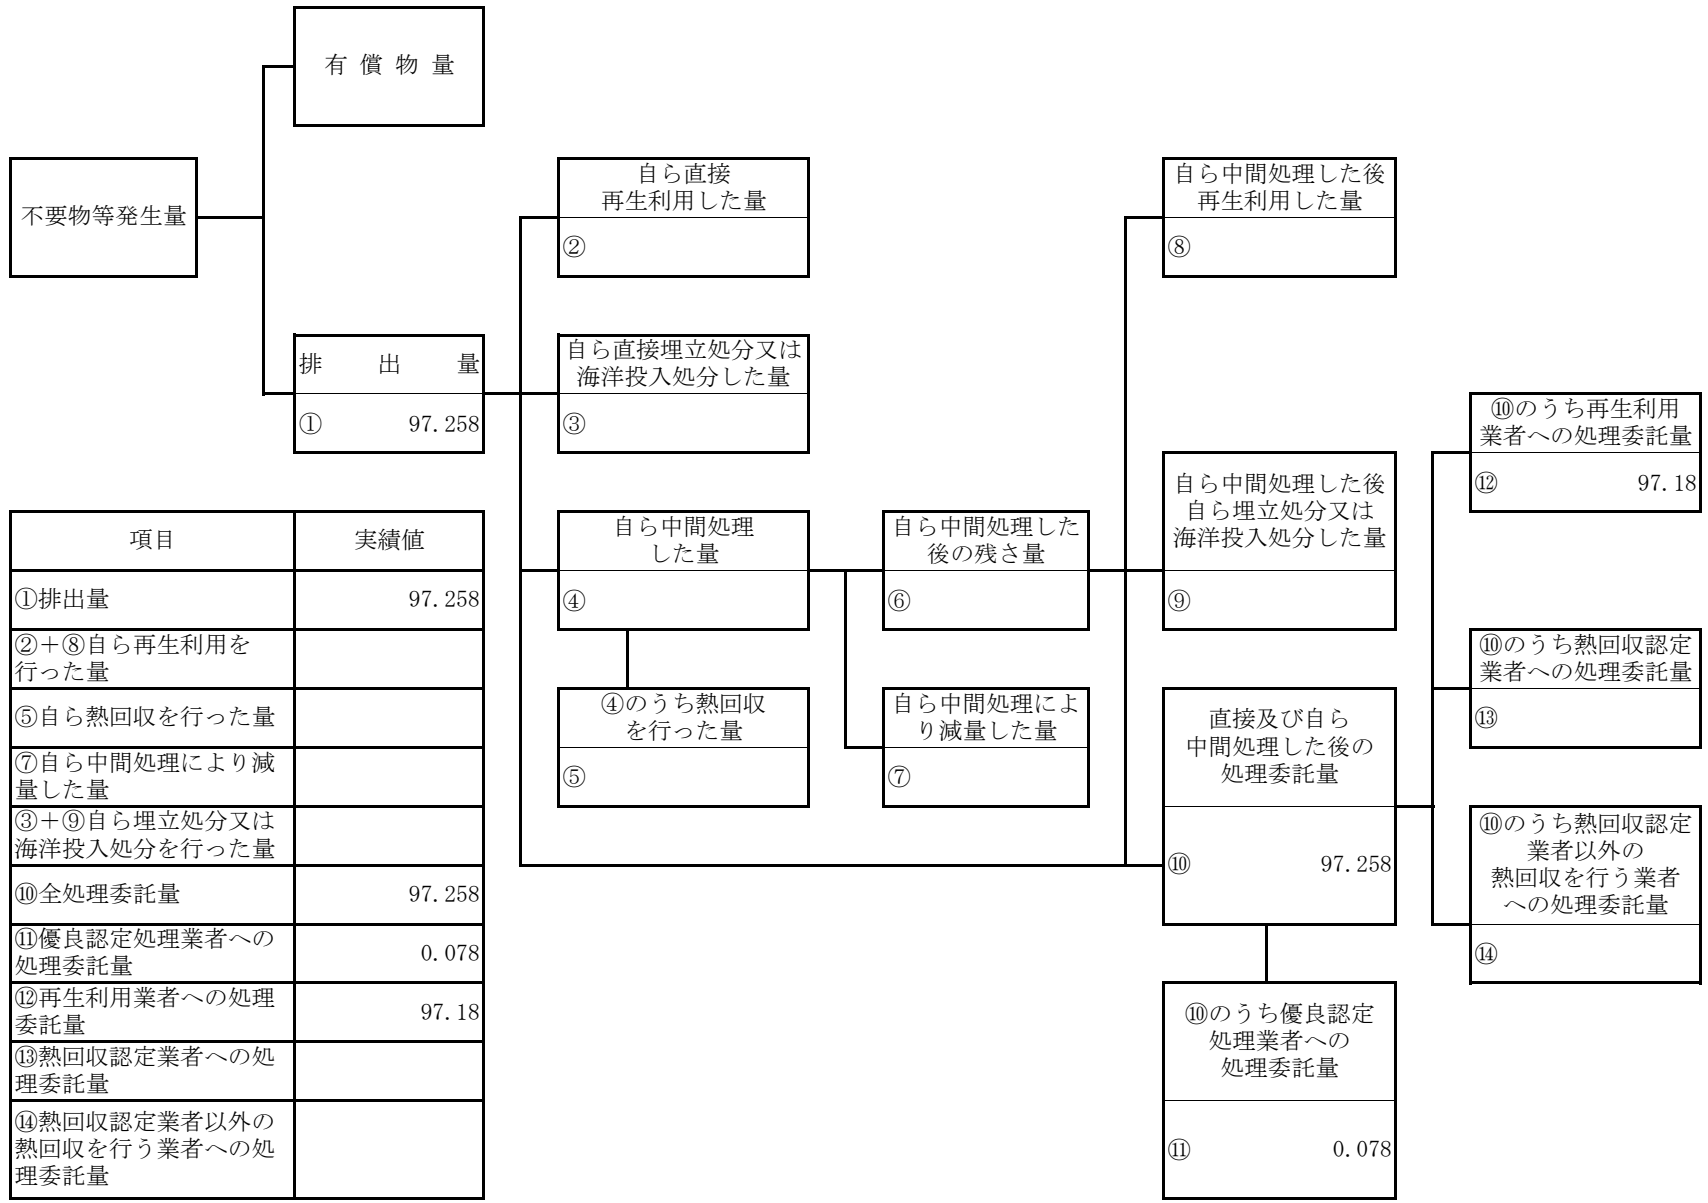 有償物量
不要物等発生量
自ら直接
再生利用した量
②
自ら中間処理した後
再生利用した量
⑧
排出量
① 97.258
自ら直接埋立処分又は
海洋投入処分した量
③
⑩のうち再生利用
業者への処理委託量
⑫ 97.18
自ら中間処理した後
自ら埋立処分又は
海洋投入処分した量
⑨
自ら中間処理
した量
④
自ら中間処理した
後の残さ量
⑥
④のうち熱回収
を行った量
⑤
自ら中間処理によ
り減量した量
⑦
直接及び自ら
中間処理した後の
処理委託量
⑩ 97.258
⑩のうち熱回収認定
業者への処理委託量
⑬
⑩のうち熱回収認定
業者以外の
熱回収を行う業者
への処理委託量
⑭
⑩のうち優良認定
処理業者への
処理委託量
⑪ 0.078
項目 実績値
①排出量 97.258
②＋⑧自ら再生利用を
行った量
⑤自ら熱回収を行った量
⑦自ら中間処理により減
量した量
③＋⑨自ら埋立処分又は
海洋投入処分を行った量
⑩全処理委託量 97.258
⑪優良認定処理業者への
処理委託量 0.078
⑫再生利用業者への処理
委託量 97.18
⑬熱回収認定業者への処
理委託量
⑭熱回収認定業者以外の
熱回収を行う業者への処
理委託量